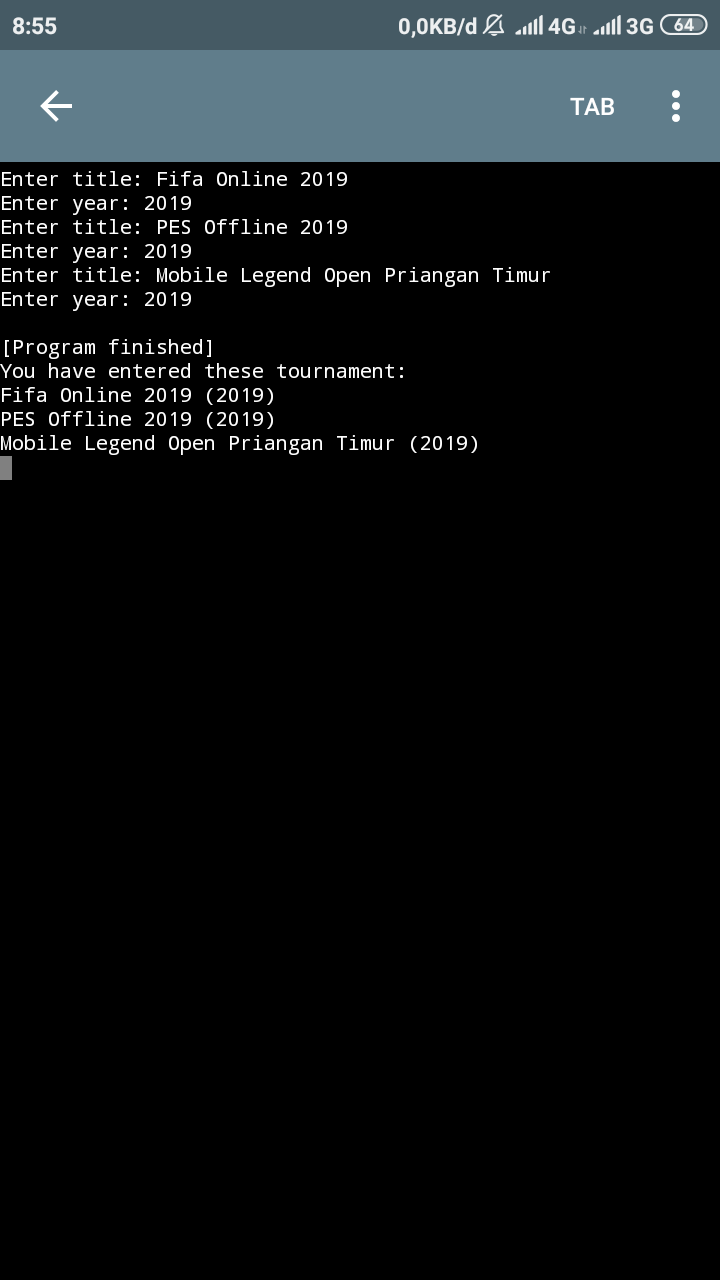 8:55 0,0KB/d 4G 3G 64
TAB
Enter title: Fifa Online 2019
Enter year: 2019
Enter title: PES Offline 2019
Enter year: 2019
Enter title: Mobile Legend Open Priangan Timur
Enter year: 2019
[Program finished]
You have entered these tournament:
Fifa Online 2019 (2019)
PES Offline 2019 (2019)
Mobile Legend Open Priangan Timur (2019)